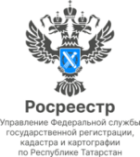 Росреестр
Управление Федеральной службы
государственной регистрации,
кадастра и картографии
по Республике Татарстан